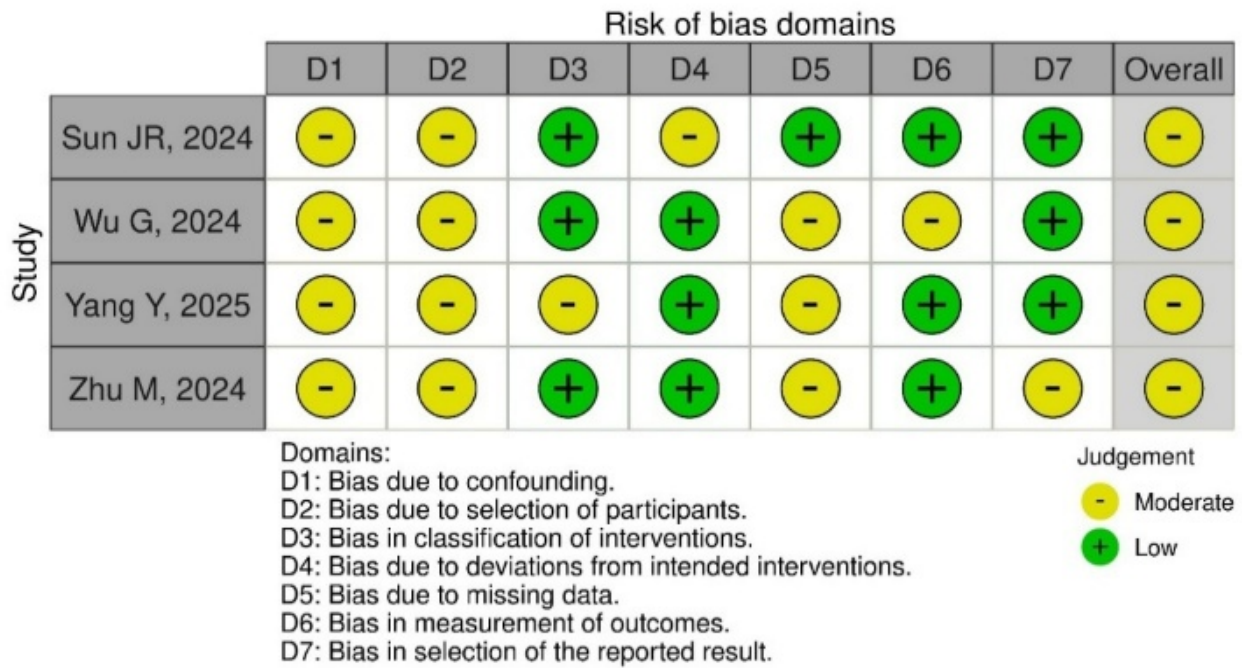 Risk of bias domains
D1 D2 D3 D4 D5 D6 D7 Overall
Study
Sun JR, 2024 - - + - + + + -
Wu G, 2024 - - + + - - + -
Yang Y, 2025 - - - + - + + -
Zhu M, 2024 - - + + - + - -
Domains:
D1: Bias due to confounding.
D2: Bias due to selection of participants.
D3: Bias in classification of interventions.
D4: Bias due to deviations from intended interventions.
D5: Bias due to missing data.
D6: Bias in measurement of outcomes.
D7: Bias in selection of the reported result.
Judgement
- Moderate
+ Low